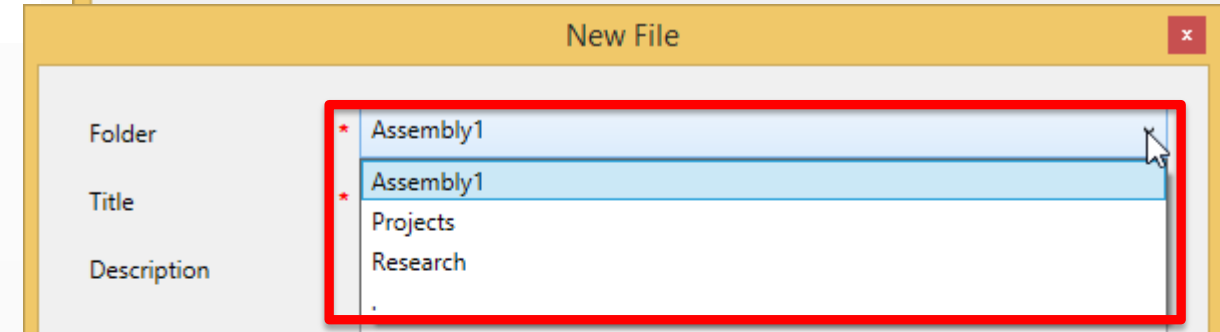 New File
x
Folder * Assembly1
Assembly1
Title *
Projects
Description
Research